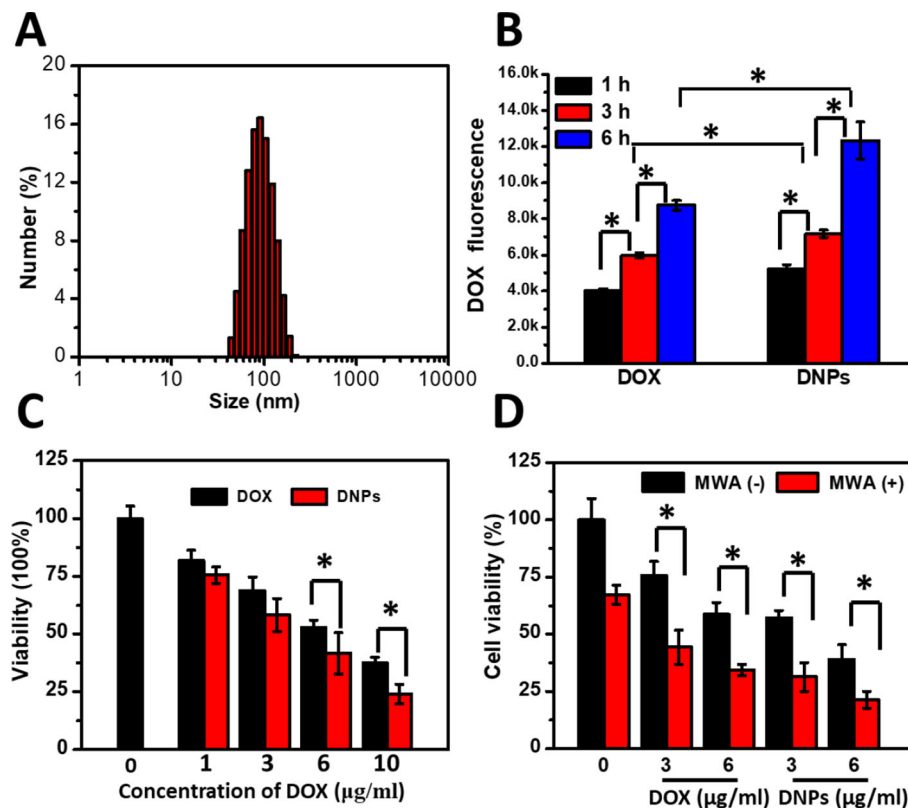 A
20
16
12
8
4
0
Number (%)
1 10 100 1000 10000
Size (nm)
B
16.0k
14.0k
12.0k
10.0k
8.0k
6.0k
4.0k
2.0k
0.0
DOX fluorescence
1 h
3 h
6 h
*
*
* *
* *
DOX DNPs
C
125
100
75
50
25
0
Viability (100%)
DOX DNPs
*
*
0 1 3 6 10
Concentration of DOX (µg/ml)
D
125
100
75
50
25
0
Cell viability (%)
MWA (-) MWA (+)
* * * *
0 3 6 3 6
DOX (µg/ml) DNPs (µg/ml)